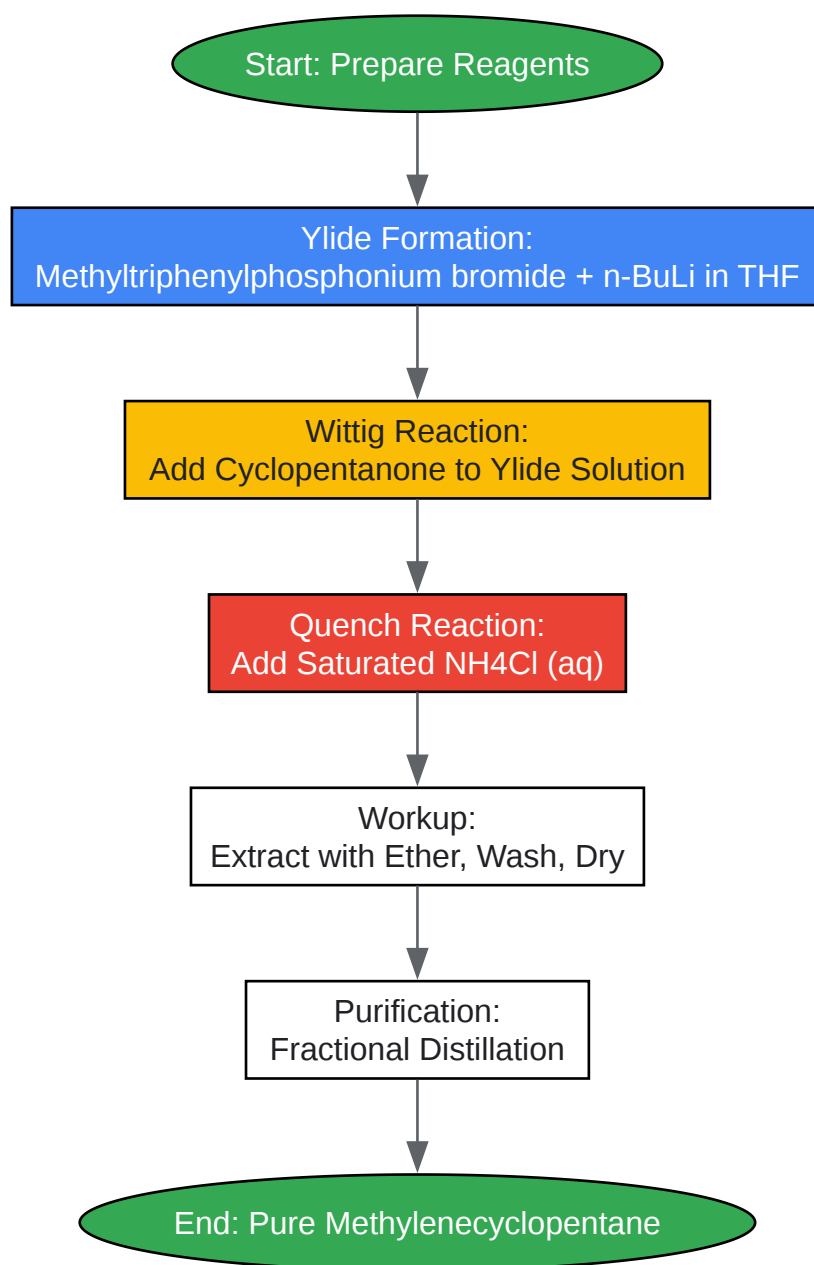 Start: Prepare Reagents
Ylide Formation:
Methyltriphenylphosphonium bromide + n-BuLi in THF
Wittig Reaction:
Add Cyclopentanone to Ylide Solution
Quench Reaction:
Add Saturated NH4Cl (aq)
Workup:
Extract with Ether, Wash, Dry
Purification:
Fractional Distillation
End: Pure Methylenecyclopentane